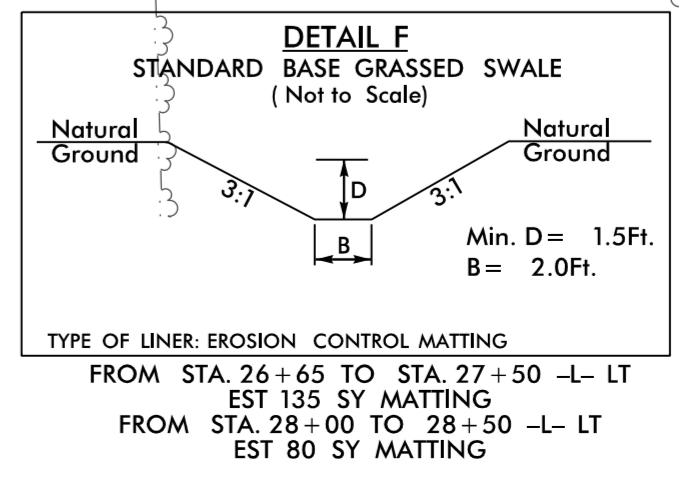 DETAIL F
STANDARD BASE GRASSED SWALE
( Not to Scale)
Natural
Ground
Natural
Ground
3:1
D
3:1
B
Min. D= 1.5Ft.
B= 2.0Ft.
TYPE OF LINER: EROSION CONTROL MATTING
FROM STA. 26+65 TO STA. 27+50 -L- LT
EST 135 SY MATTING
FROM STA. 28+00 TO 28+50 -L- LT
EST 80 SY MATTING